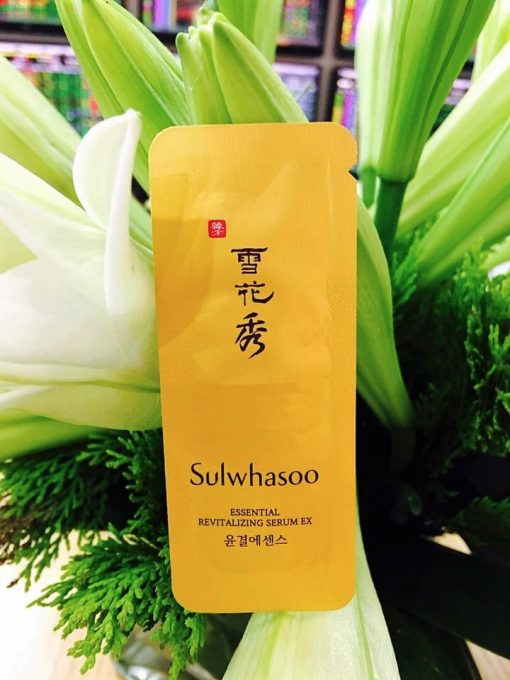 雪
花
秀
Sulwhasoo
ESSENTIAL
REVITALIZING SERUM EX
윤결에센스